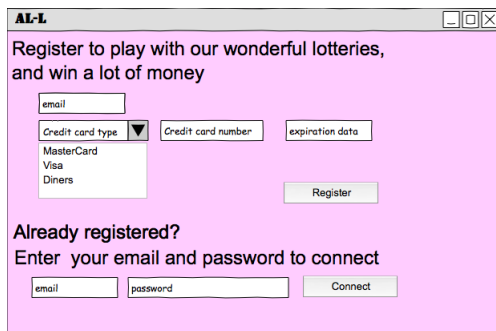 AL-L
Register to play with our wonderful lotteries,
and win a lot of money
email
Credit card type Credit card number expiration data
MasterCard
Visa
Diners
Register
Already registered?
Enter your email and password to connect
email password Connect